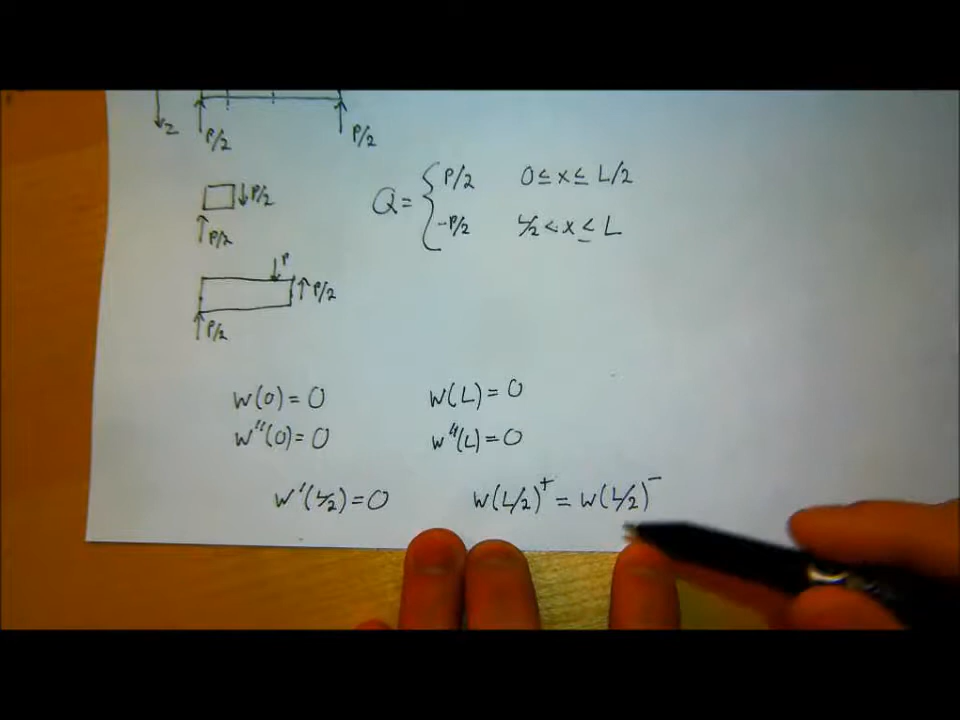 z P/2 P/2
P/2
P/2
Q = { P/2 0 ≤ x ≤ L/2
-P/2 L/2 < x ≤ L
P
P/2
P/2
w(0) = 0 w(L) = 0
w''(0) = 0 w''(L) = 0
w'(L/2) = 0 w(L/2)⁺ = w(L/2)⁻